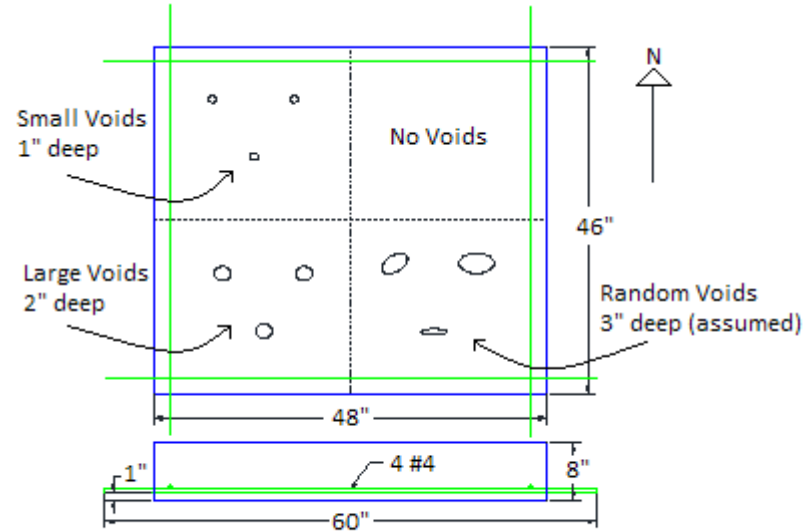 N
Small Voids
1" deep
No Voids
46"
Large Voids
2" deep
Random Voids
3" deep (assumed)
48"
1"
4 #4
8"
60"